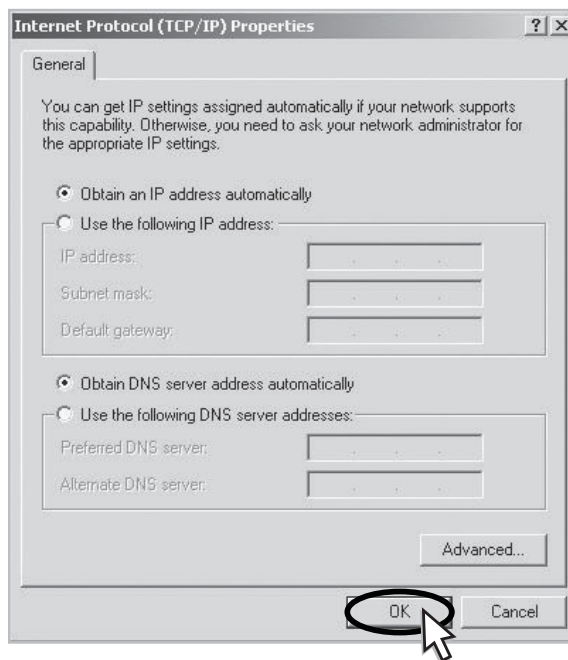 Internet Protocol (TCP/IP) Properties
General
You can get IP settings assigned automatically if your network supports
this capability. Otherwise, you need to ask your network administrator for
the appropriate IP settings.
Obtain an IP address automatically
Use the following IP address:
IP address:
Subnet mask:
Default gateway:
Obtain DNS server address automatically
Use the following DNS server addresses:
Preferred DNS server:
Alternate DNS server:
Advanced...
OK
Cancel